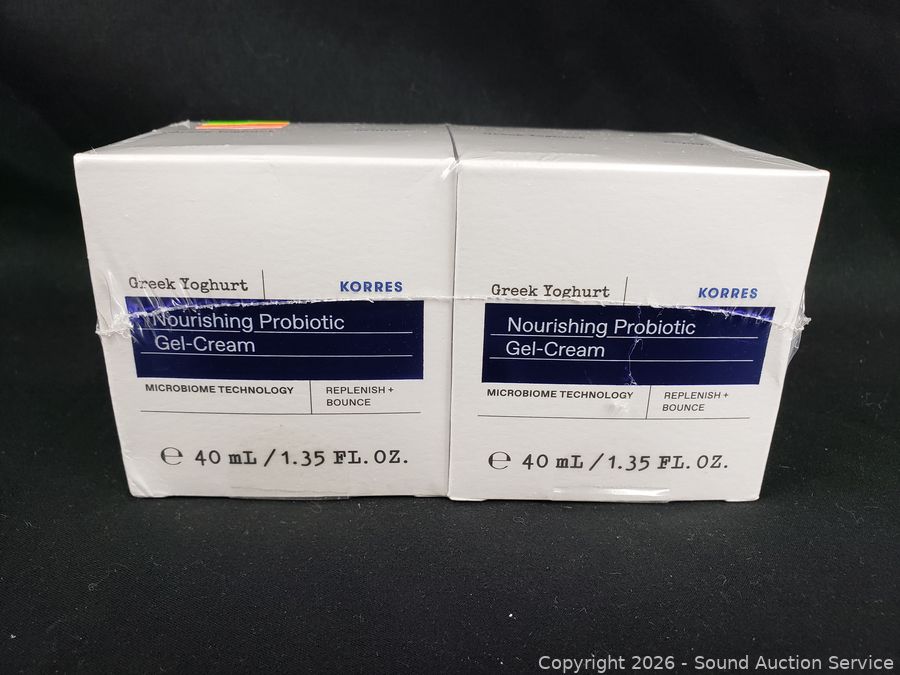 Greek Yoghurt
KORRES
Nourishing Probiotic
Gel-Cream
MICROBIOME TECHNOLOGY
REPLENISH +
BOUNCE
℮ 40 mL / 1.35 FL. OZ.
Greek Yoghurt
KORRES
Nourishing Probiotic
Gel-Cream
MICROBIOME TECHNOLOGY
REPLENISH +
BOUNCE
℮ 40 mL / 1.35 FL. OZ.
Copyright 2026 - Sound Auction Service